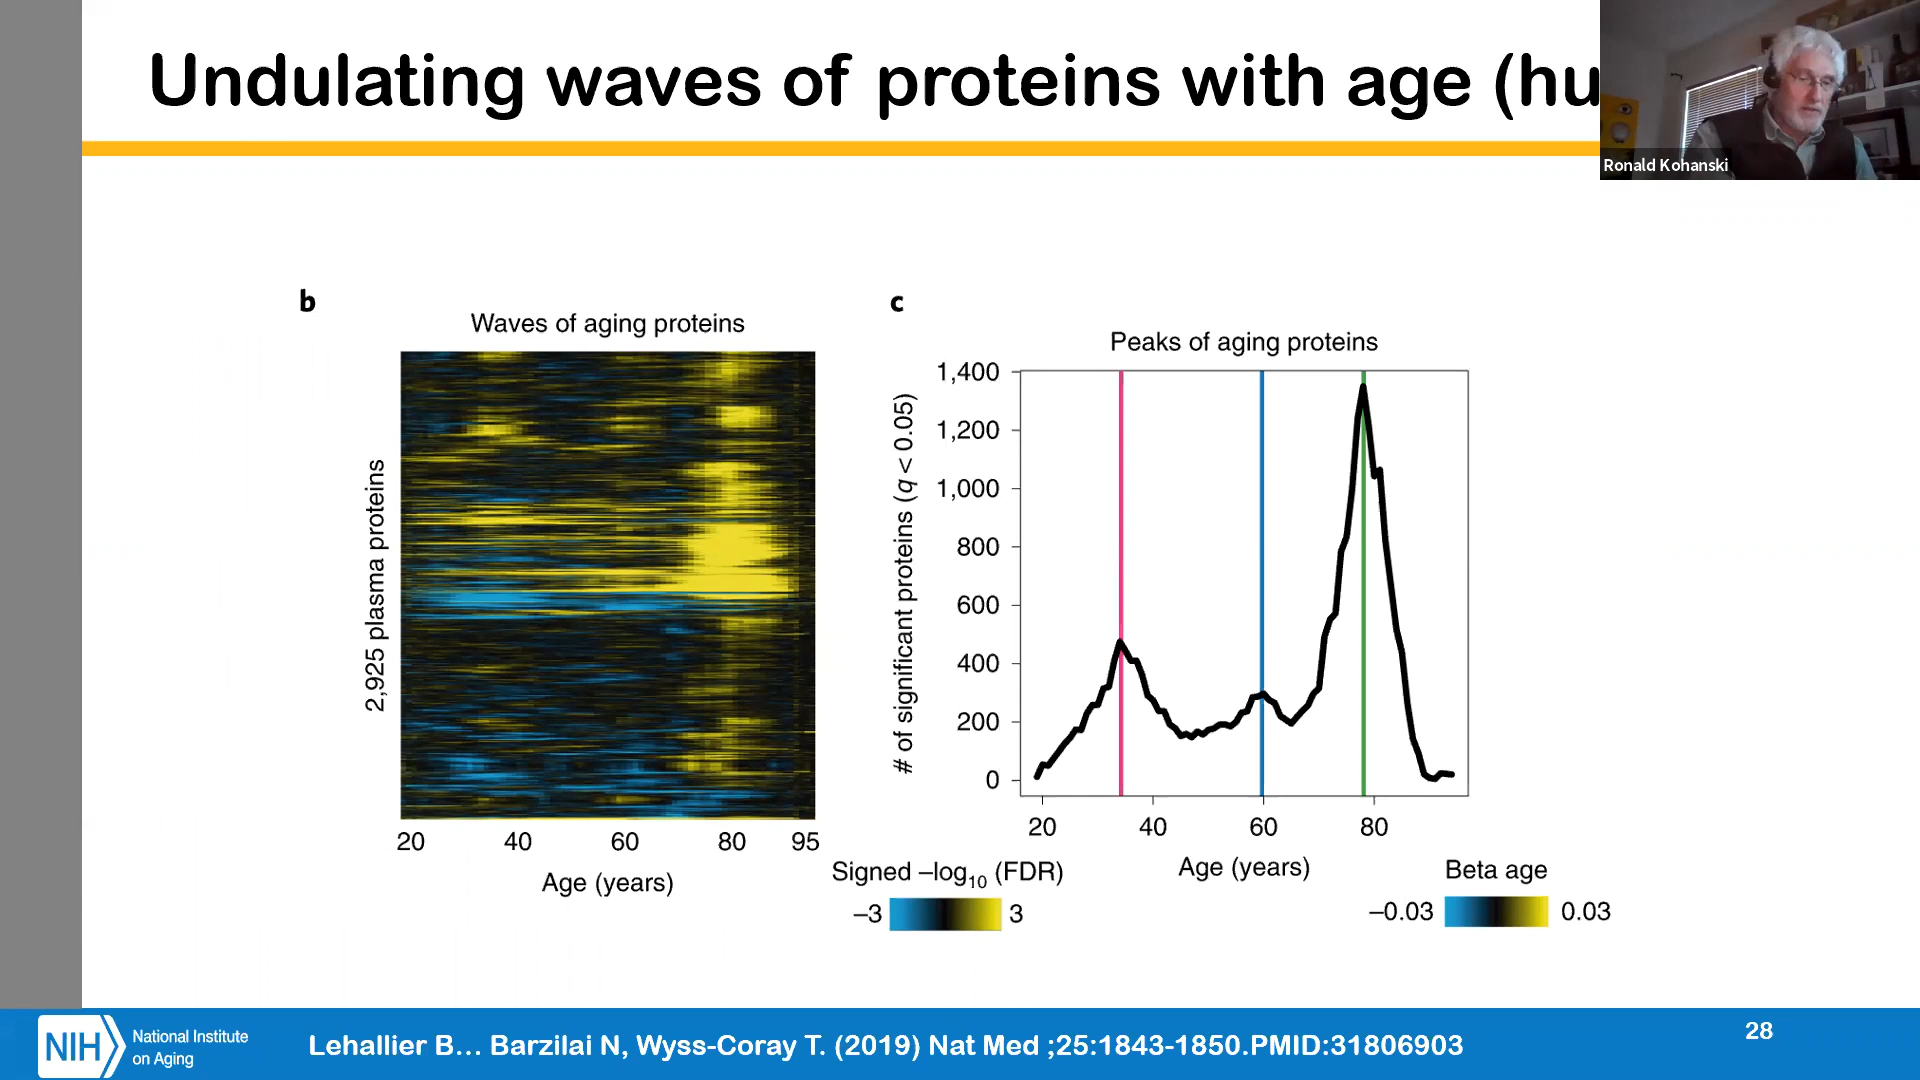 Undulating waves of proteins with age (hu
Ronald Kohanski
b
Waves of aging proteins
2,925 plasma proteins
20 40 60 80 95
Age (years)
Signed –log10 (FDR)
–3 3
c
Peaks of aging proteins
# of significant proteins (q < 0.05)
1,400
1,200
1,000
800
600
400
200
0
20 40 60 80
Age (years)
Beta age
–0.03 0.03
NIH National Institute
on Aging
Lehallier B... Barzilai N, Wyss-Coray T. (2019) Nat Med ;25:1843-1850.PMID:31806903
28